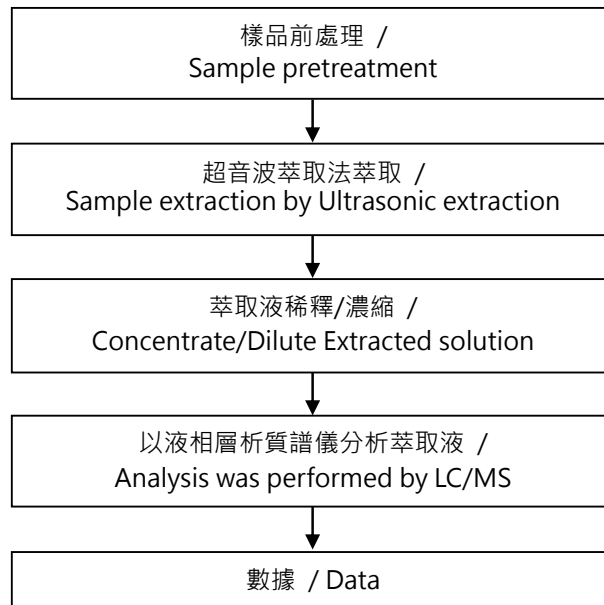 樣品前處理 /
Sample pretreatment
超音波萃取法萃取 /
Sample extraction by Ultrasonic extraction
萃取液稀釋/濃縮 /
Concentrate/Dilute Extracted solution
以液相層析質譜儀分析萃取液 /
Analysis was performed by LC/MS
數據 / Data